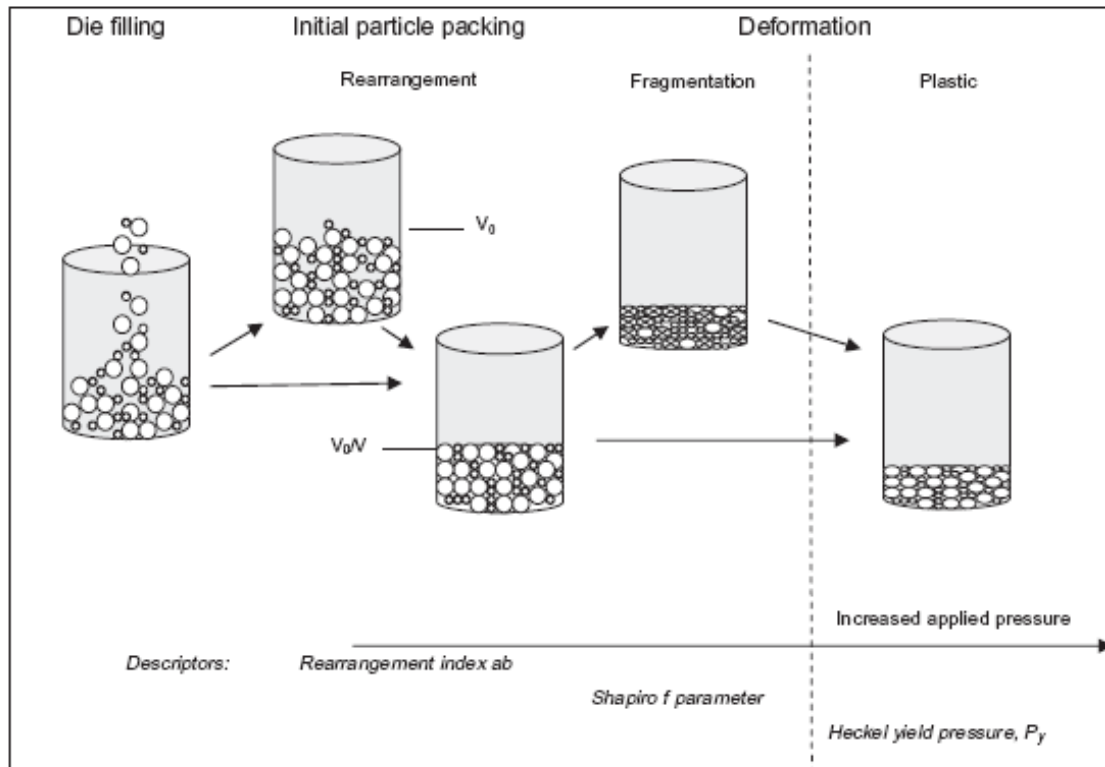 Die filling
Initial particle packing
Deformation
Rearrangement
Fragmentation
Plastic
V₀
V₀/V
Increased applied pressure
Descriptors:
Rearrangement index ab
Shapiro f parameter
Heckel yield pressure, Py